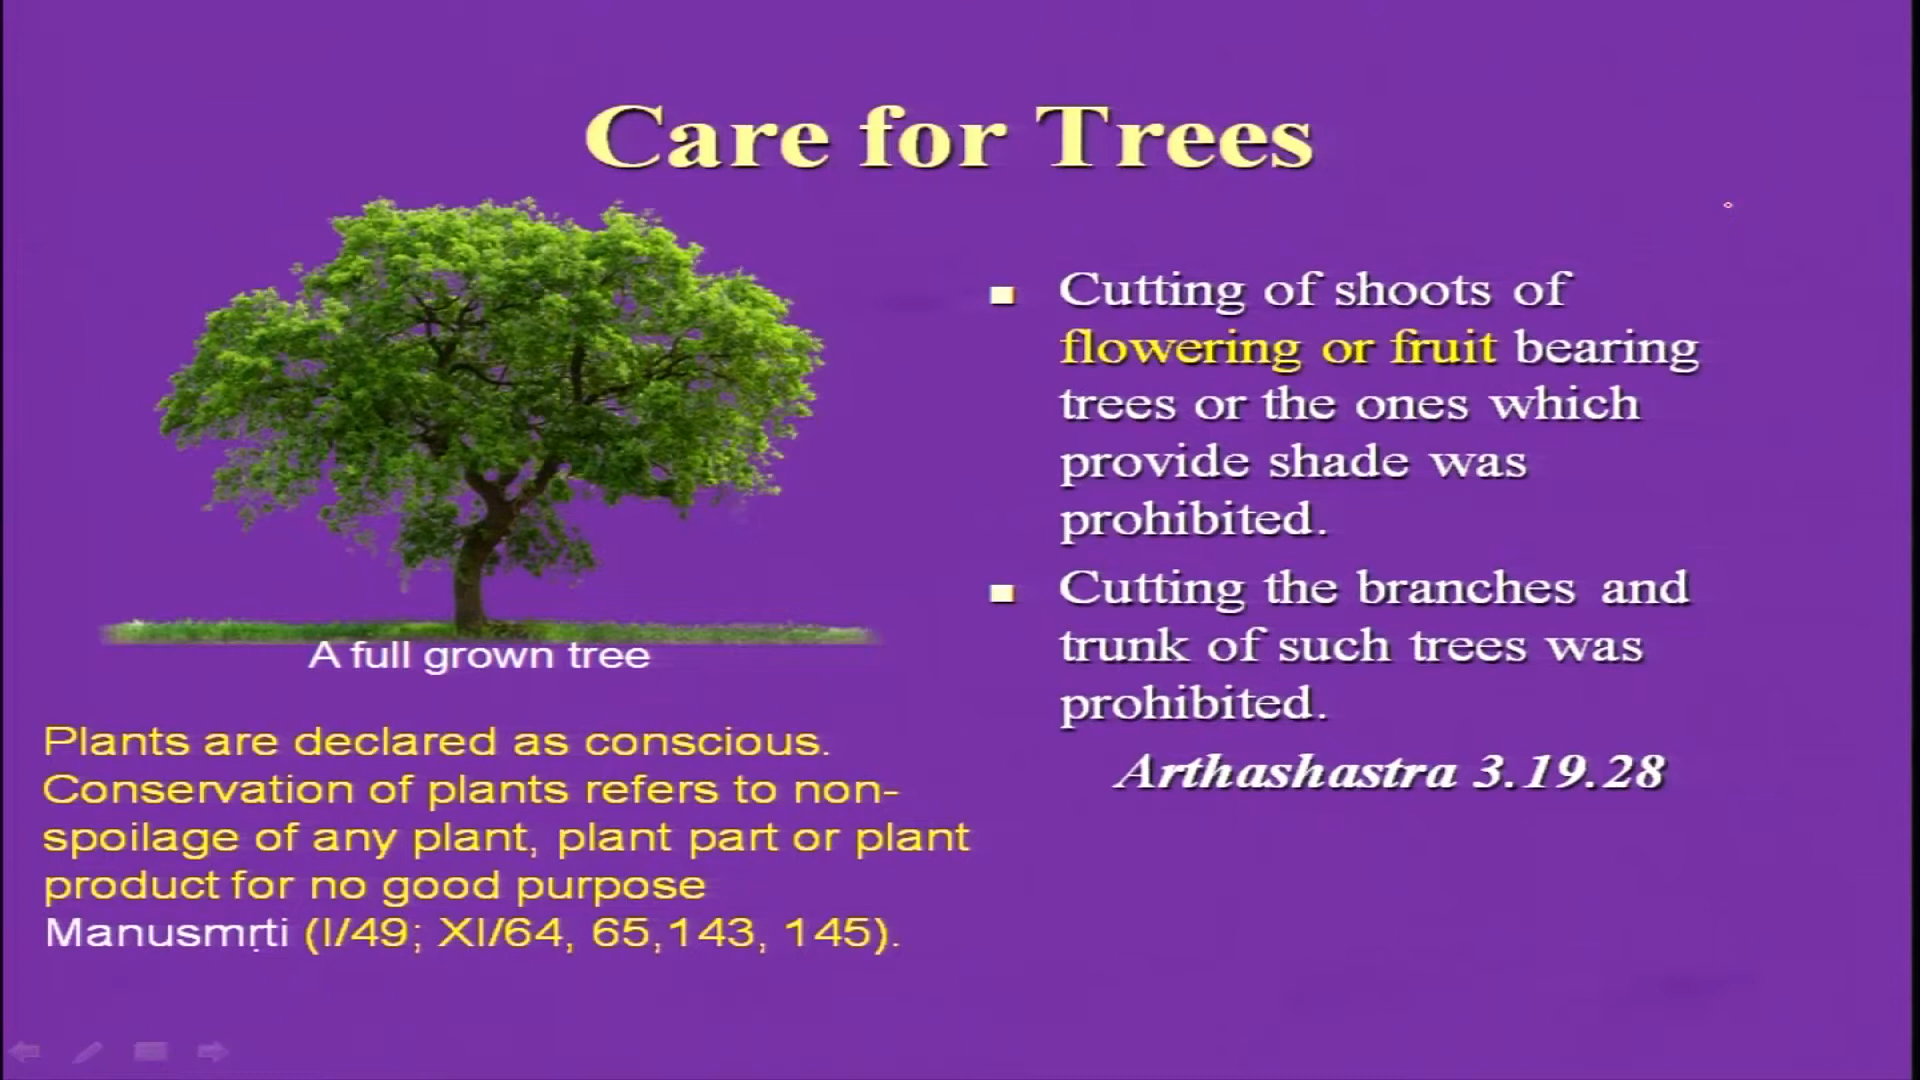 Care for Trees
A full grown tree
Plants are declared as conscious.
Conservation of plants refers to non-
spoilage of any plant, plant part or plant
product for no good purpose
Manusmṛti (I/49; XI/64, 65,143, 145).
Cutting of shoots of
flowering or fruit bearing
trees or the ones which
provide shade was
prohibited.
Cutting the branches and
trunk of such trees was
prohibited.
Arthashastra 3.19.28